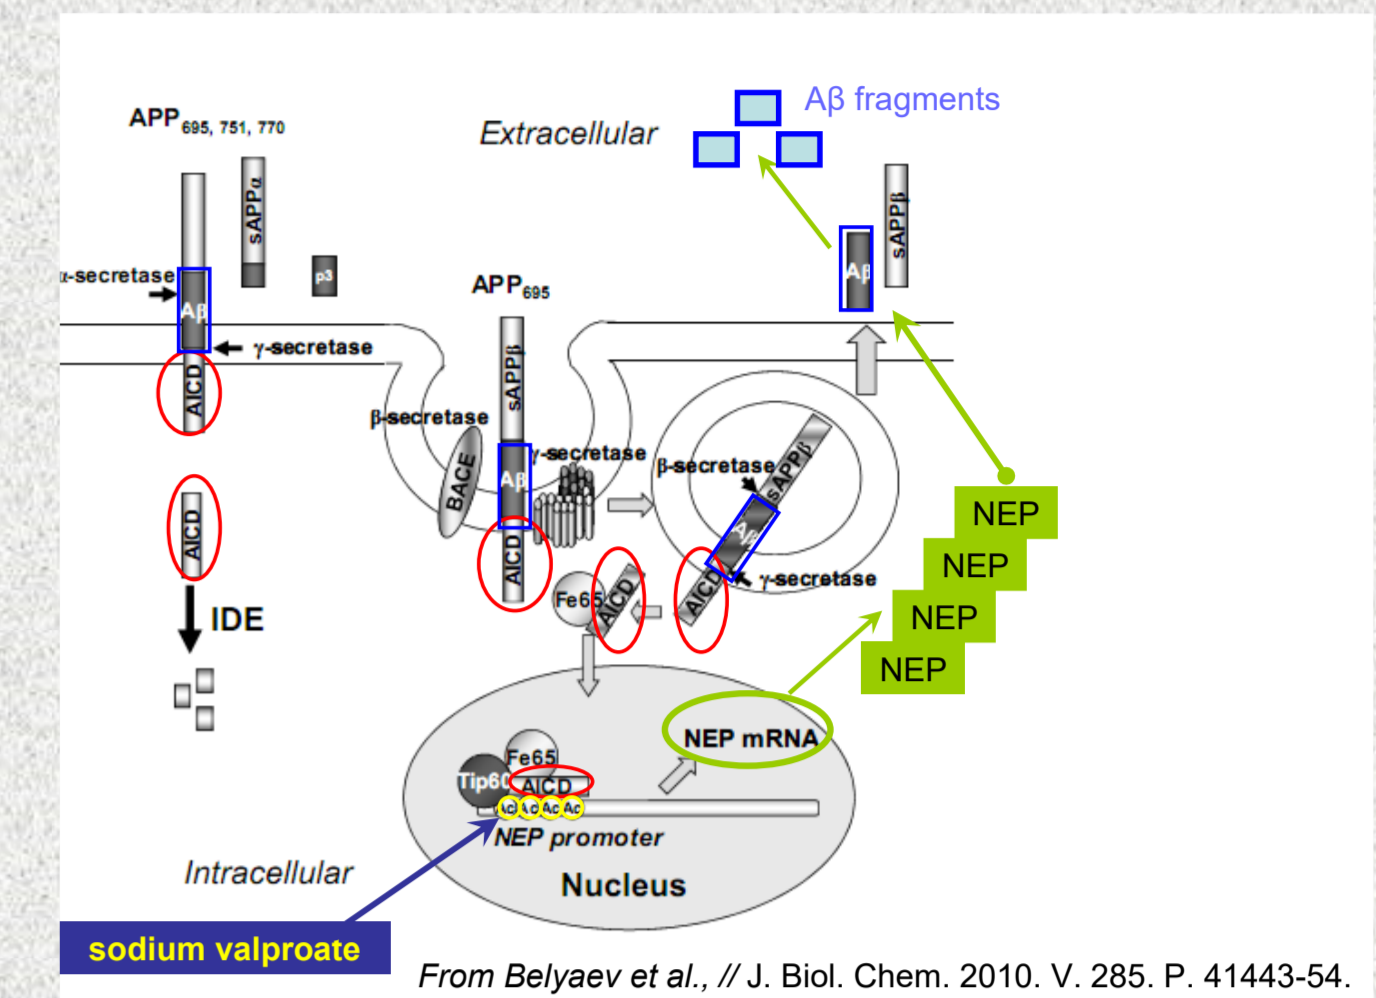 Aβ fragments
APP695, 751, 770
Extracellular
sAPPα
sAPPβ
α-secretase
p3
Aβ
Aβ
APP695
γ-secretase
AICD
sAPPβ
β-secretase
γ-secretase
β-secretase
sAPPβ
BACE
Aβ
Aβ
NEP
AICD
AICD
NEP
γ-secretase
Fe65
AICD
AICD
IDE
NEP
NEP
NEP mRNA
Fe65
Tip60
AICD
Ac Ac Ac Ac
NEP promoter
Intracellular
Nucleus
sodium valproate
From Belyaev et al., // J. Biol. Chem. 2010. V. 285. P. 41443-54.